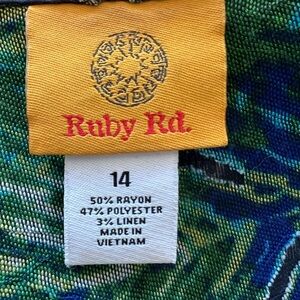 Ruby Rd.
14
50% RAYON
47% POLYESTER
3% LINEN
MADE IN
VIETNAM